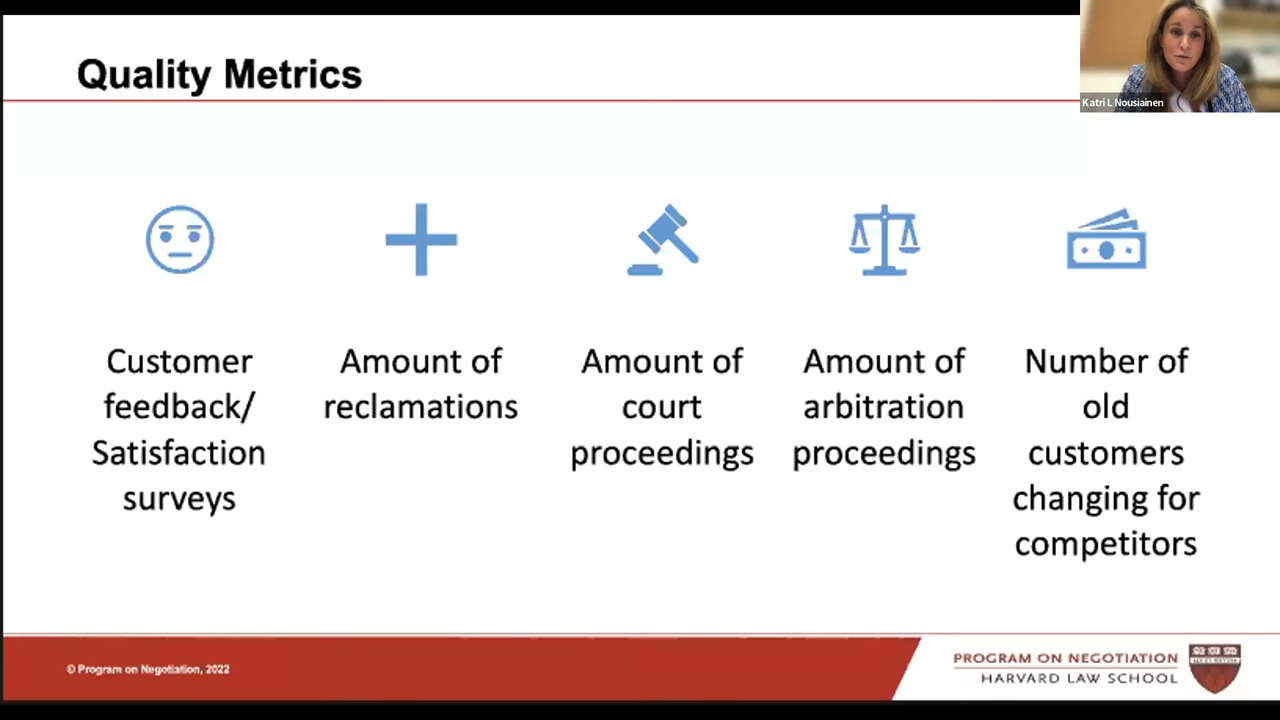 Quality Metrics
Katri L Nousiainen
Customer
feedback/
Satisfaction
surveys
Amount of
reclamations
Amount of
court
proceedings
Amount of
arbitration
proceedings
Number of
old
customers
changing for
competitors
© Program on Negotiation, 2022
PROGRAM ON NEGOTIATION
HARVARD LAW SCHOOL